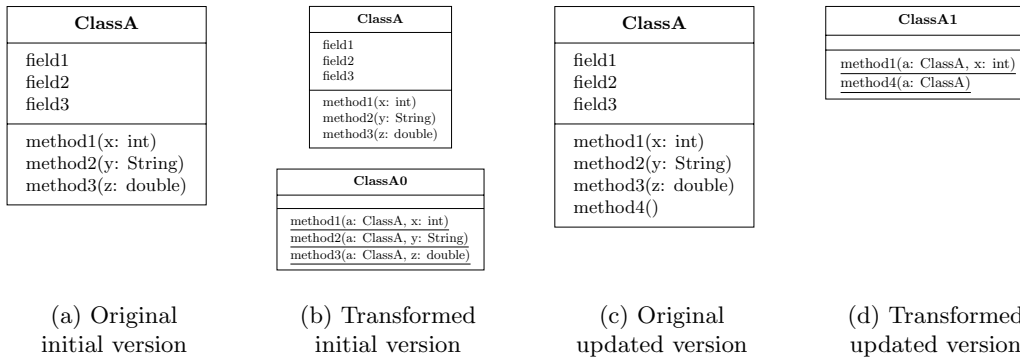 ClassA
field1
field2
field3
method1(x: int)
method2(y: String)
method3(z: double)
(a) Original
initial version
ClassA
field1
field2
field3
method1(x: int)
method2(y: String)
method3(z: double)
ClassA0
method1(a: ClassA, x: int)
method2(a: ClassA, y: String)
method3(a: ClassA, z: double)
(b) Transformed
initial version
ClassA
field1
field2
field3
method1(x: int)
method2(y: String)
method3(z: double)
method4()
(c) Original
updated version
ClassA1
method1(a: ClassA, x: int)
method4(a: ClassA)
(d) Transformed
updated version